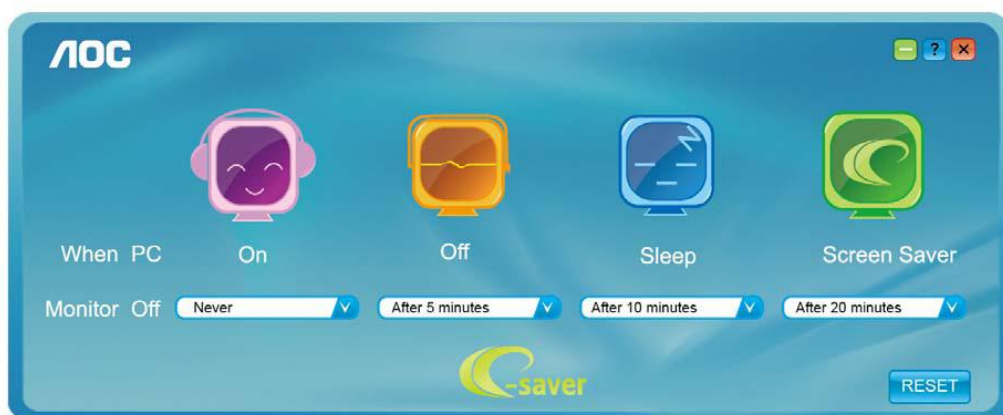 AOC
?
When PC On Off Sleep Screen Saver
Monitor Off Never After 5 minutes After 10 minutes After 20 minutes
e-saver
RESET